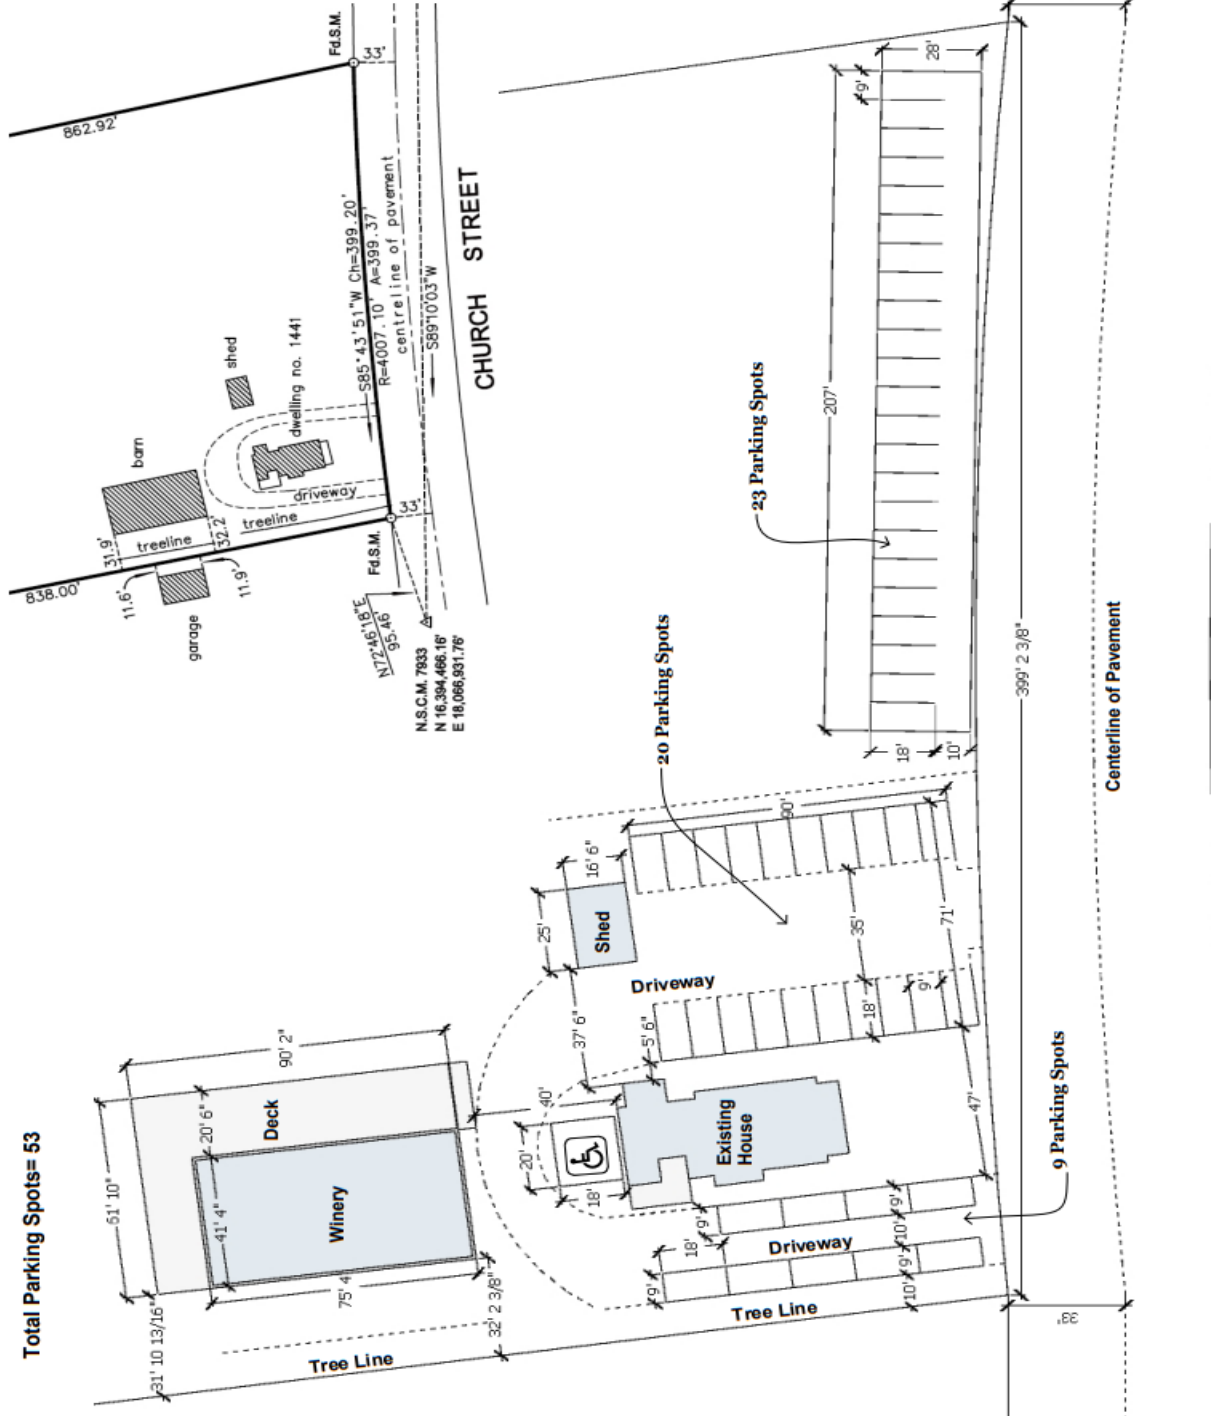 Total Parking Spots= 53
862.92'
Fd.S.M.
33'
S85°43'51"W Ch=399.20'
R=4007.10' A=399.37'
centreline of pavement
S89°10'03"W
CHURCH STREET
shed
dwelling no. 1441
barn
driveway
treeline
treeline
31.9'
32.2'
838.00'
11.6'
11.9'
garage
Fd.S.M.
33'
N72°46'18"E
95.46'
N.S.C.M. 7933
N 16,394,466.16'
E 18,066,931.76'
28'
9'
207'
23 Parking Spots
18'
10'
399' 2 3/8"
Centerline of Pavement
33'
20 Parking Spots
90'
16' 6"
25'
Shed
35'
71'
Driveway
37' 6"
5' 6"
18'
9'
47'
9 Parking Spots
90' 2"
61' 10"
20' 6"
Deck
41' 4"
Winery
75' 4
31' 10 13/16"
32' 2 3/8"
40'
20'
18'
Existing
House
9'
9'
18'
Driveway
10'
9'
9'
10'
Tree Line
Tree Line